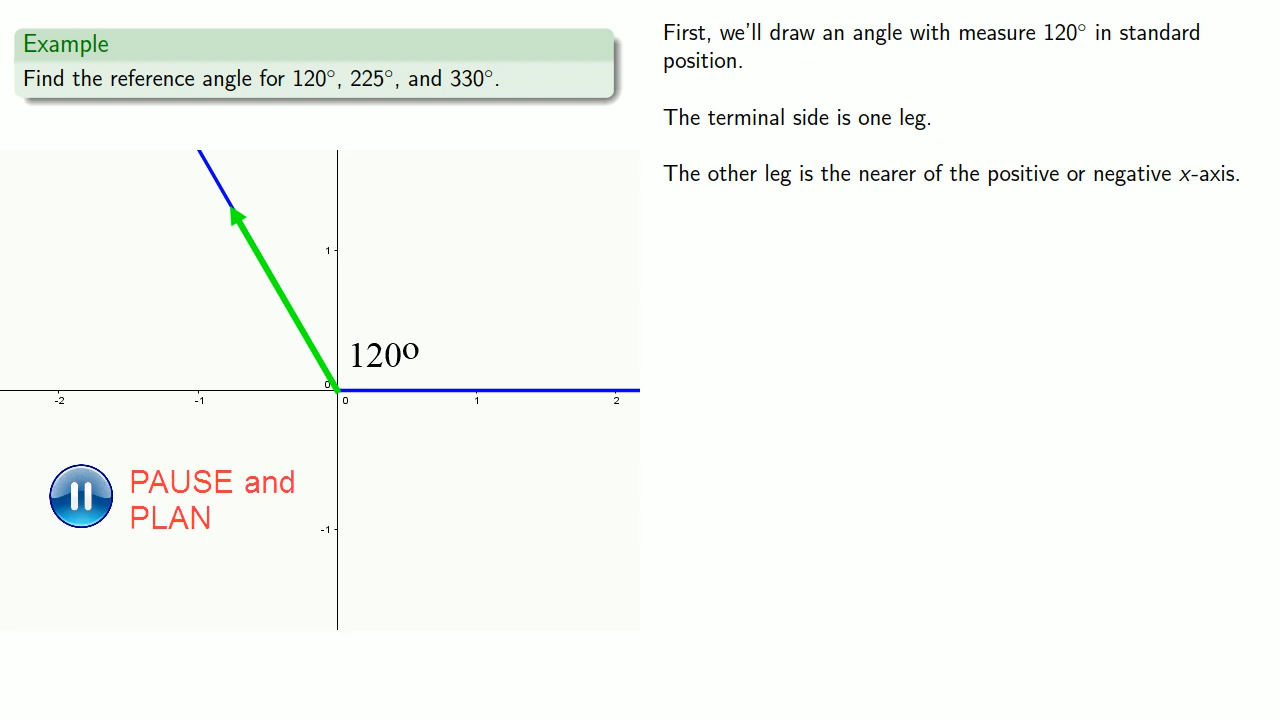 Example
Find the reference angle for 120°, 225°, and 330°.
First, we'll draw an angle with measure 120° in standard
position.
The terminal side is one leg.
The other leg is the nearer of the positive or negative x-axis.
1
120º
0
-2
-1
0
1
2
PAUSE and
PLAN
-1